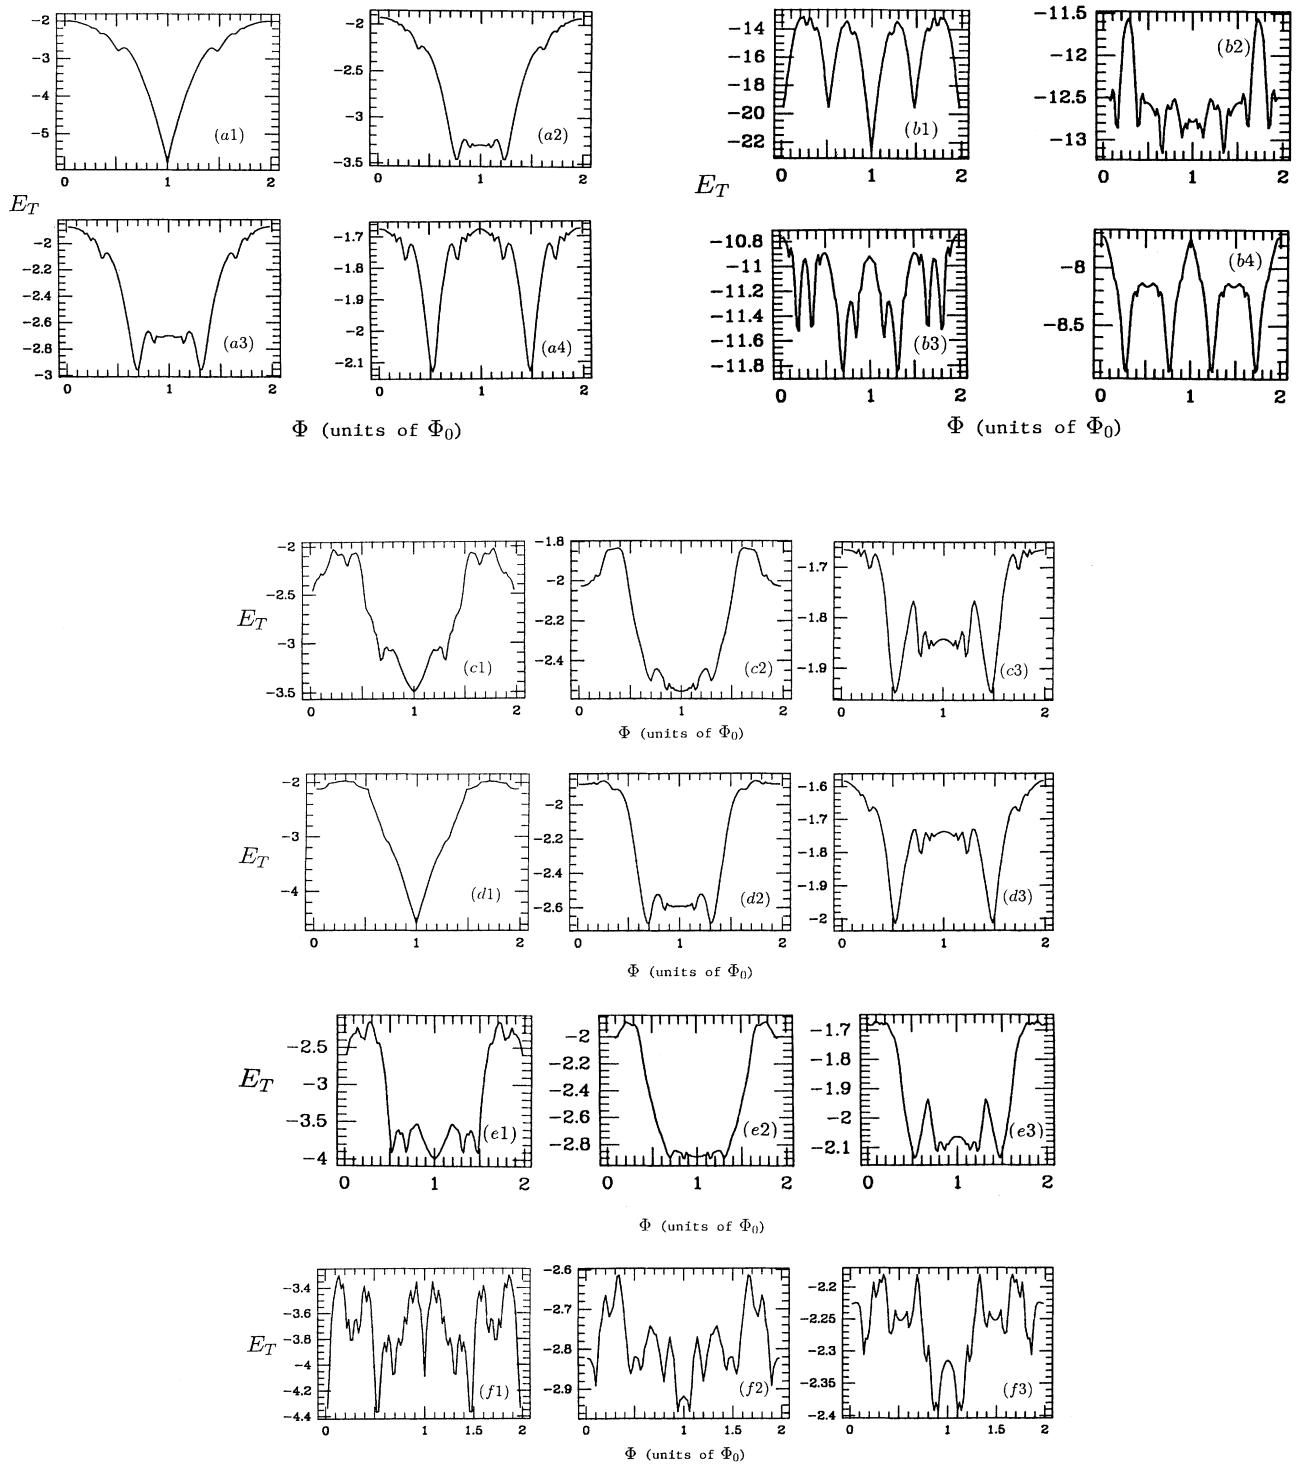 −2
−3
−4
−5
(a1)
0 1 2
−2
−2.5
−3
−3.5
(a2)
0 1 2
−14
−16
−18
−20
−22
(b1)
0 1 2
−11.5
−12
−12.5
−13
(b2)
0 1 2
E_T
E_T
−2
−2.2
−2.4
−2.6
−2.8
−3
(a3)
0 1 2
−1.7
−1.8
−1.9
−2
−2.1
(a4)
0 1 2
−10.8
−11
−11.2
−11.4
−11.6
−11.8
(b3)
0 1 2
−8
−8.5
(b4)
0 1 2
Φ (units of Φ₀)
Φ (units of Φ₀)
E_T
−2
−2.5
−3
−3.5
(c1)
0 1 2
−1.8
−2
−2.2
−2.4
(c2)
0 1 2
−1.7
−1.8
−1.9
(c3)
0 1 2
Φ (units of Φ₀)
E_T
−2
−3
−4
(d1)
0 1 2
−2
−2.2
−2.4
−2.6
(d2)
0 1 2
−1.6
−1.7
−1.8
−1.9
−2
(d3)
0 1 2
Φ (units of Φ₀)
E_T
−2.5
−3
−3.5
−4
(e1)
0 1 2
−2
−2.2
−2.4
−2.6
−2.8
(e2)
0 1 2
−1.7
−1.8
−1.9
−2
−2.1
(e3)
0 1 2
Φ (units of Φ₀)
E_T
−3.4
−3.6
−3.8
−4
−4.2
−4.4
(f1)
0 .5 1 1.5 2
−2.6
−2.7
−2.8
−2.9
(f2)
0 .5 1 1.5 2
−2.2
−2.25
−2.3
−2.35
−2.4
(f3)
0 .5 1 1.5 2
Φ (units of Φ₀)